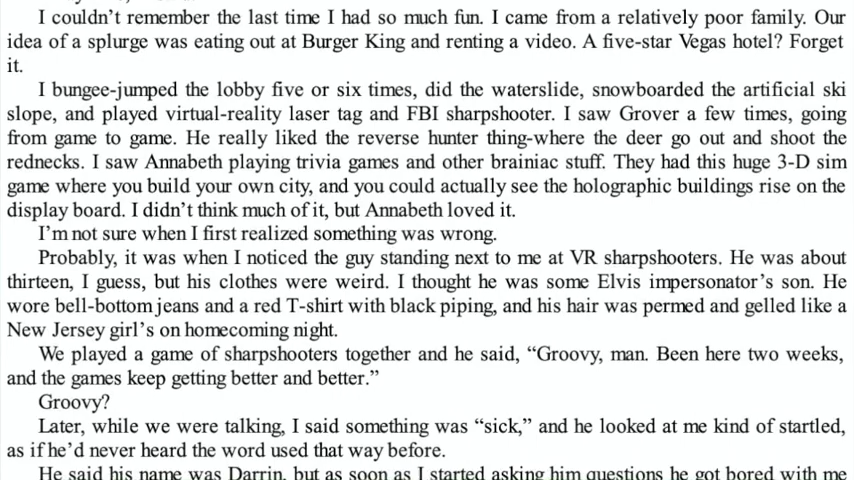 I couldn't remember the last time I had so much fun. I came from a relatively poor family. Our
idea of a splurge was eating out at Burger King and renting a video. A five-star Vegas hotel? Forget
it.
I bungee-jumped the lobby five or six times, did the waterslide, snowboarded the artificial ski
slope, and played virtual-reality laser tag and FBI sharpshooter. I saw Grover a few times, going
from game to game. He really liked the reverse hunter thing-where the deer go out and shoot the
rednecks. I saw Annabeth playing trivia games and other brainiac stuff. They had this huge 3-D sim
game where you build your own city, and you could actually see the holographic buildings rise on the
display board. I didn't think much of it, but Annabeth loved it.
I'm not sure when I first realized something was wrong.
Probably, it was when I noticed the guy standing next to me at VR sharpshooters. He was about
thirteen, I guess, but his clothes were weird. I thought he was some Elvis impersonator's son. He
wore bell-bottom jeans and a red T-shirt with black piping, and his hair was permed and gelled like a
New Jersey girl's on homecoming night.
We played a game of sharpshooters together and he said, “Groovy, man. Been here two weeks,
and the games keep getting better and better.”
Groovy?
Later, while we were talking, I said something was “sick,” and he looked at me kind of startled,
as if he'd never heard the word used that way before.
He said his name was Darrin, but as soon as I started asking him questions he got bored with me